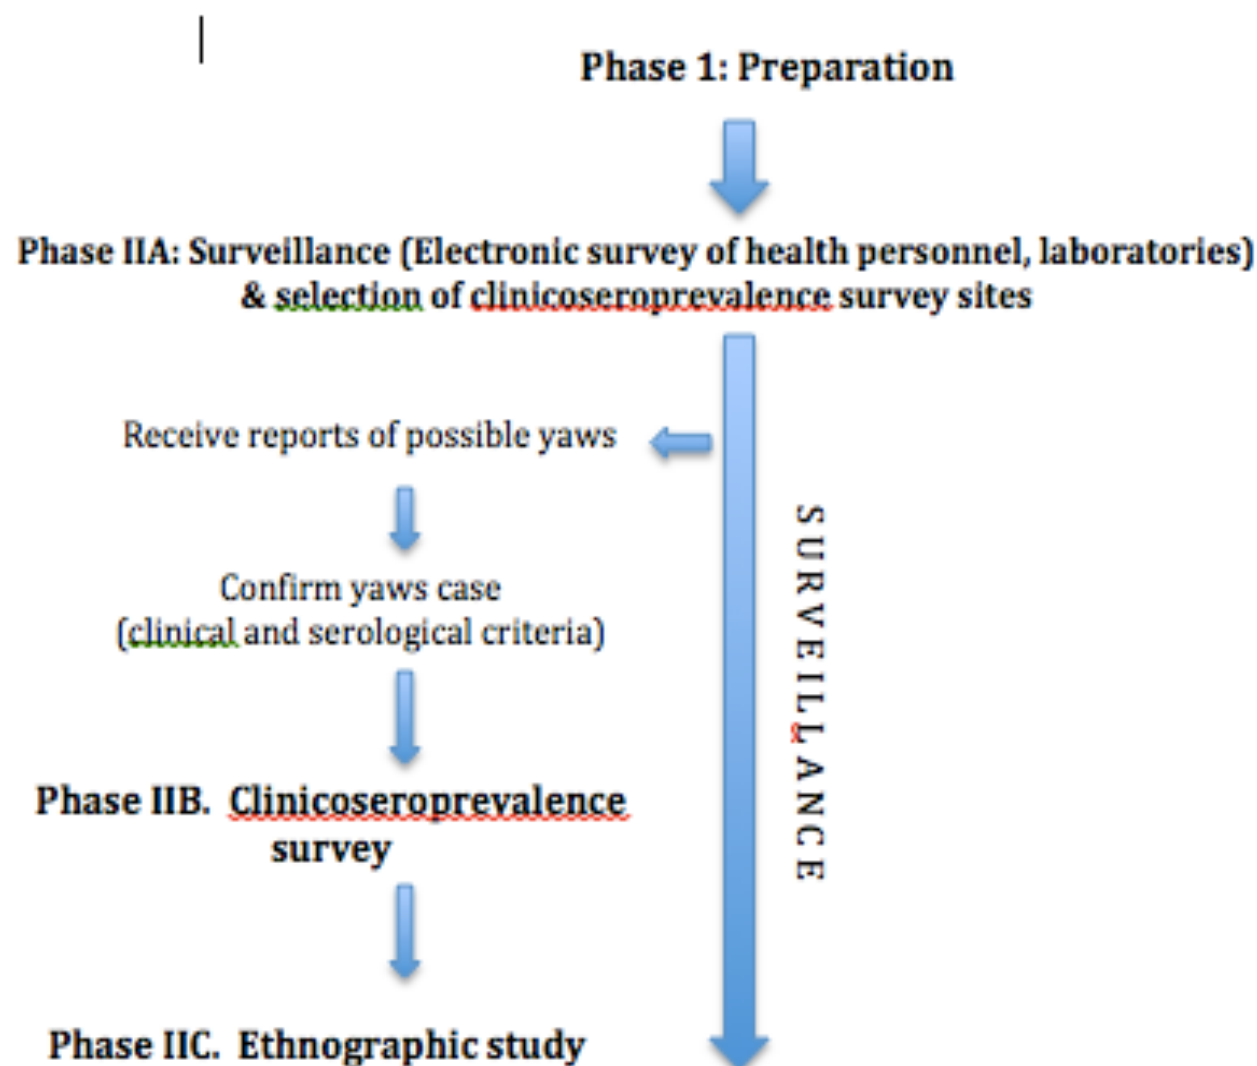 Phase 1: Preparation
Phase IIA: Surveillance (Electronic survey of health personnel, laboratories)
& selection of clinicoseroprevalence survey sites
Receive reports of possible yaws
Confirm yaws case
(clinical and serological criteria)
SURVEILLANCE
Phase IIB. Clinicoseroprevalence
survey
Phase IIC. Ethnographic study